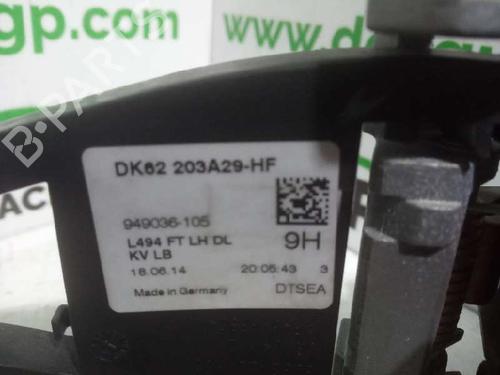 gp.com
DK62 203A29-HF
949036-105
L494 FT LH DL
KV LB
9H
18.06.14 20:05:43 3
Made in Germany DTSEA
B-PARTS